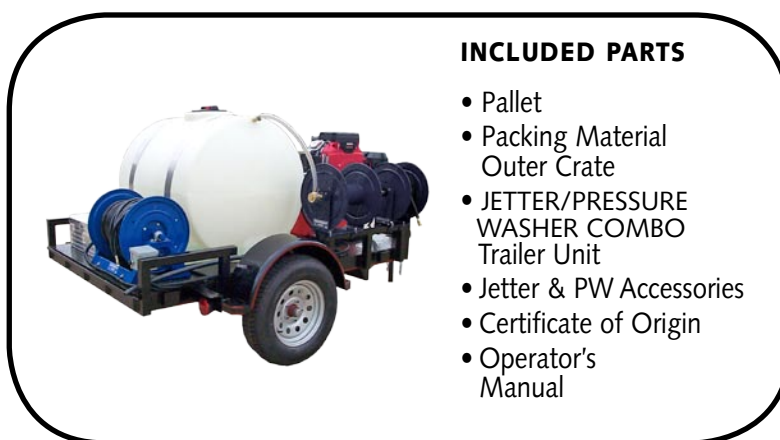 INCLUDED PARTS
• Pallet
• Packing Material
Outer Crate
• JETTER/PRESSURE
WASHER COMBO
Trailer Unit
• Jetter & PW Accessories
• Certificate of Origin
• Operator's
Manual